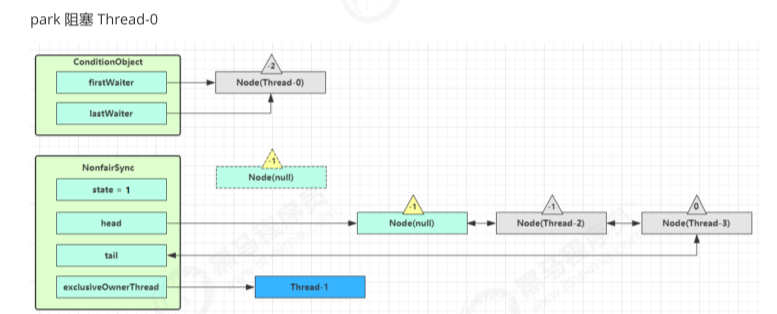 park 阻塞 Thread-0
ConditionObject
firstWaiter
lastWaiter
-2
Node(Thread-0)
NonfairSync
state = 1
head
tail
exclusiveOwnerThread
-1
Node(null)
-1
Node(null)
-1
Node(Thread-2)
0
Node(Thread-3)
Thread-1